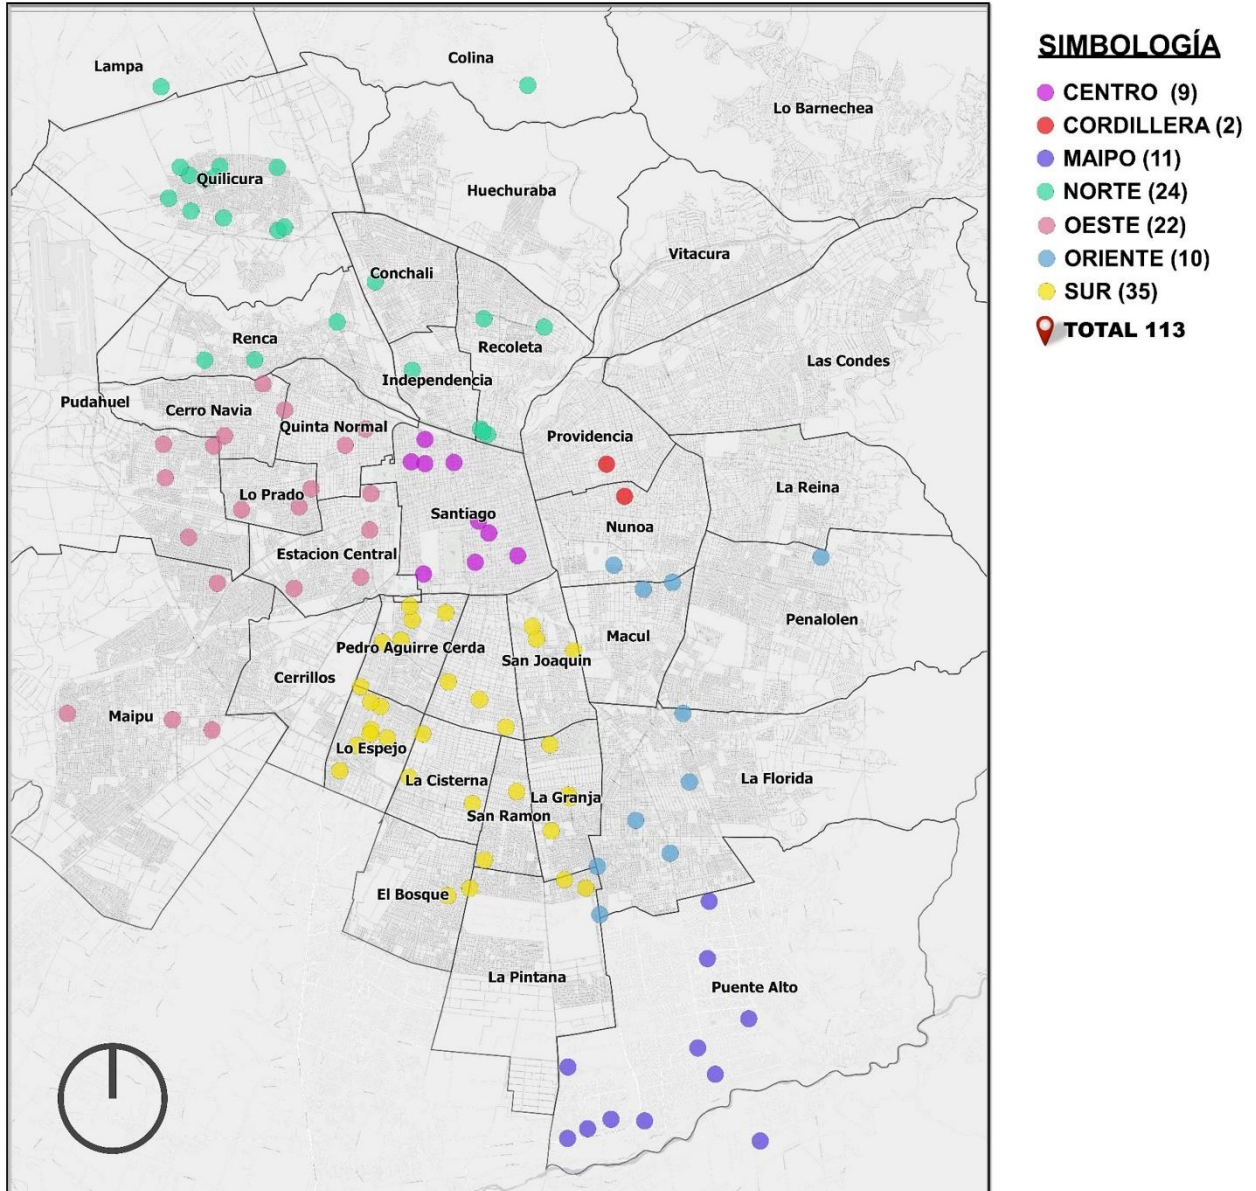 SIMBOLOGÍA
CENTRO (9)
CORDILLERA (2)
MAIPO (11)
NORTE (24)
OESTE (22)
ORIENTE (10)
SUR (35)
TOTAL 113
Lampa
Colina
Lo Barnechea
Quilicura
Huechuraba
Vitacura
Conchali
Renca
Recoleta
Las Condes
Independencia
Pudahuel
Cerro Navia
Quinta Normal
Providencia
La Reina
Lo Prado
Santiago
Nunoa
Estacion Central
Penalolen
Macul
Pedro Aguirre Cerda
San Joaquin
Cerrillos
Maipu
Lo Espejo
La Cisterna
La Florida
La Granja
San Ramon
El Bosque
La Pintana
Puente Alto